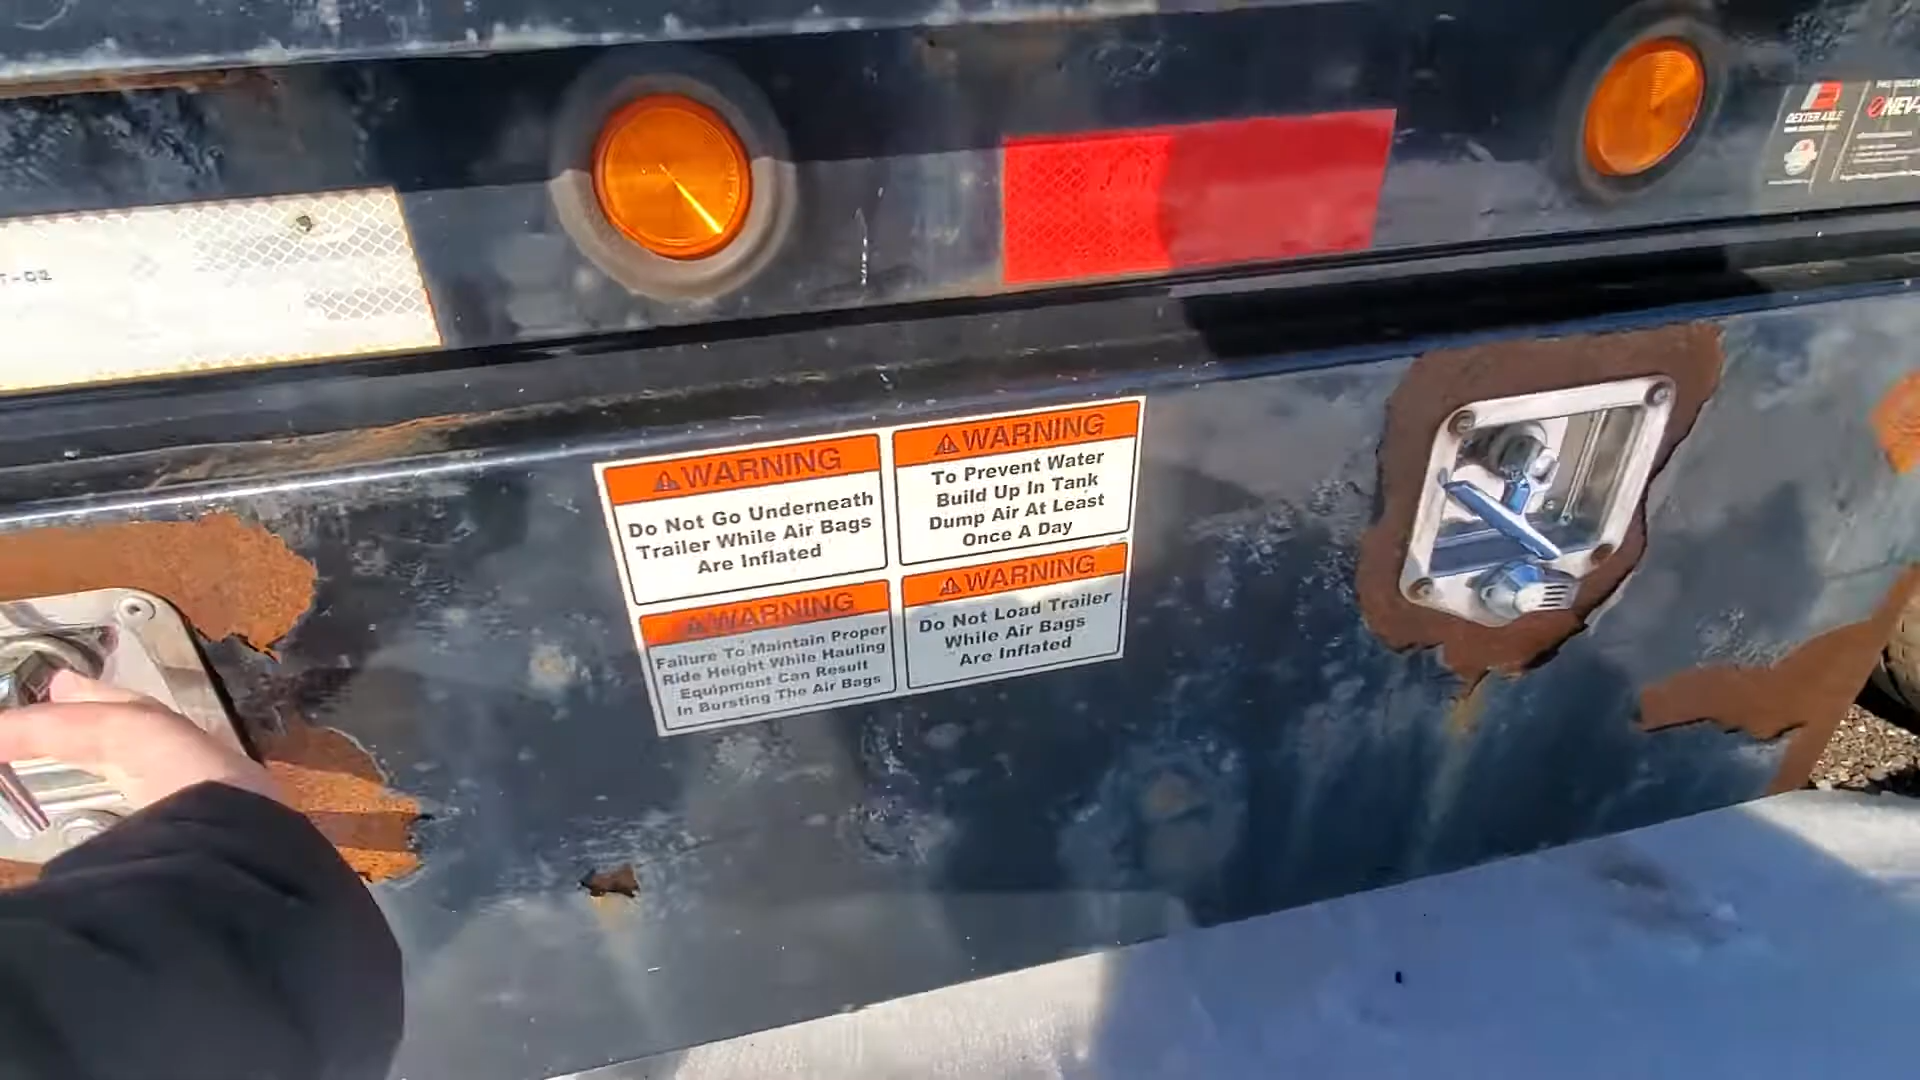 T-C2
DEXTER AXLE
NEV-
WARNING
Do Not Go Underneath
Trailer While Air Bags
Are Inflated
WARNING
To Prevent Water
Build Up In Tank
Dump Air At Least
Once A Day
WARNING
Failure To Maintain Proper
Ride Height While Hauling
Equipment Can Result
In Bursting The Air Bags
WARNING
Do Not Load Trailer
While Air Bags
Are Inflated